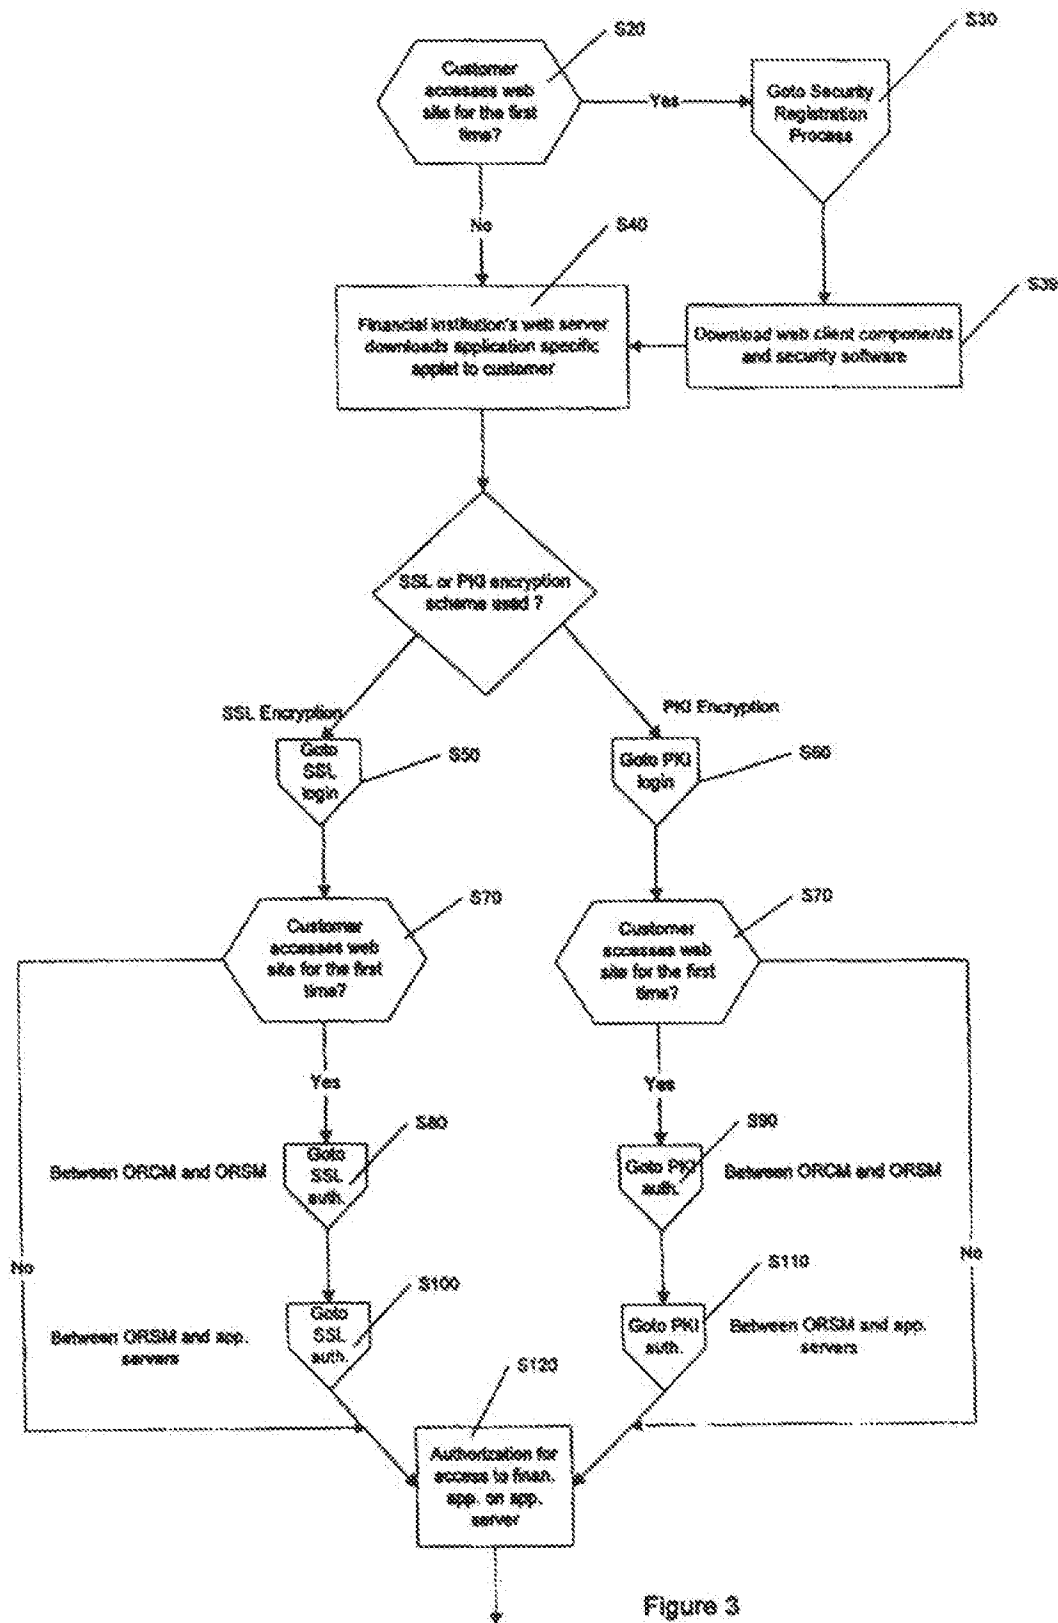 S20
Customer
accesses web
site for the first
time?
Yes
S30
Goto Security
Registration
Process
No
S40
Financial institution's web server
downloads application specific
applet to customer
S39
Download web client components
and security software
SSL or PKI encryption
scheme used ?
SSL Encryption
PKI Encryption
Goto
SSL
login
S50
Goto PKI
login
S60
Customer
accesses web
site for the first
time?
S70
Customer
accesses web
site for the first
time?
S70
Yes
Yes
Between ORCM and ORSM
Goto
SSL
auth.
S80
Goto PKI
auth.
S90
Between ORCM and ORSM
No
No
Between ORSM and app.
servers
Goto
SSL
auth.
S100
Goto PKI
auth.
S110
Between ORSM and app.
servers
S120
Authorization for
access to finan.
app. on app.
server
Figure 3